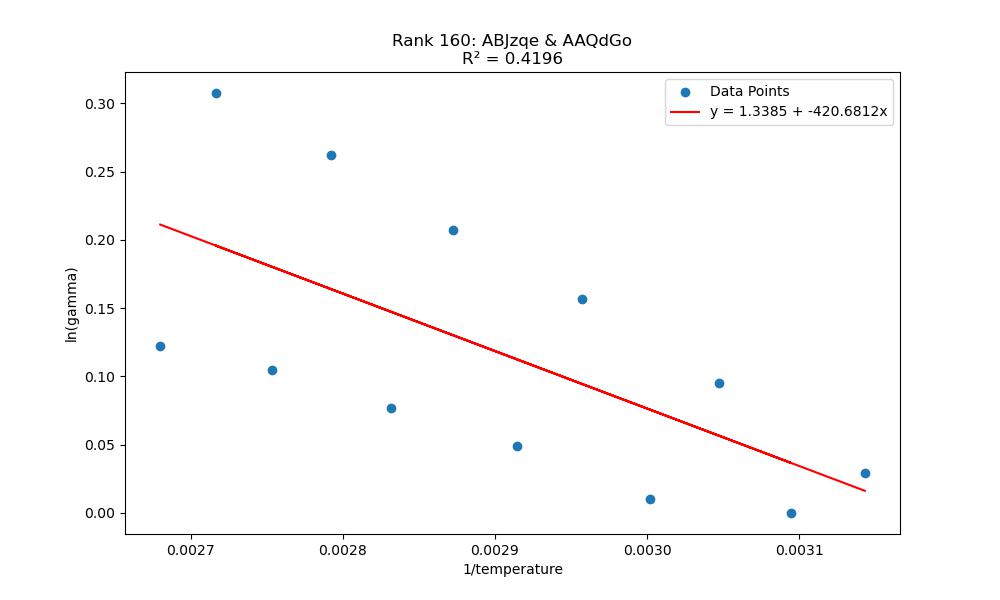 Rank 160: ABJzqe & AAQdGo
R² = 0.4196
Data Points
y = 1.3385 + -420.6812x
0.30
0.25
0.20
0.15
0.10
0.05
0.00
ln(gamma)
0.0027 0.0028 0.0029 0.0030 0.0031
1/temperature